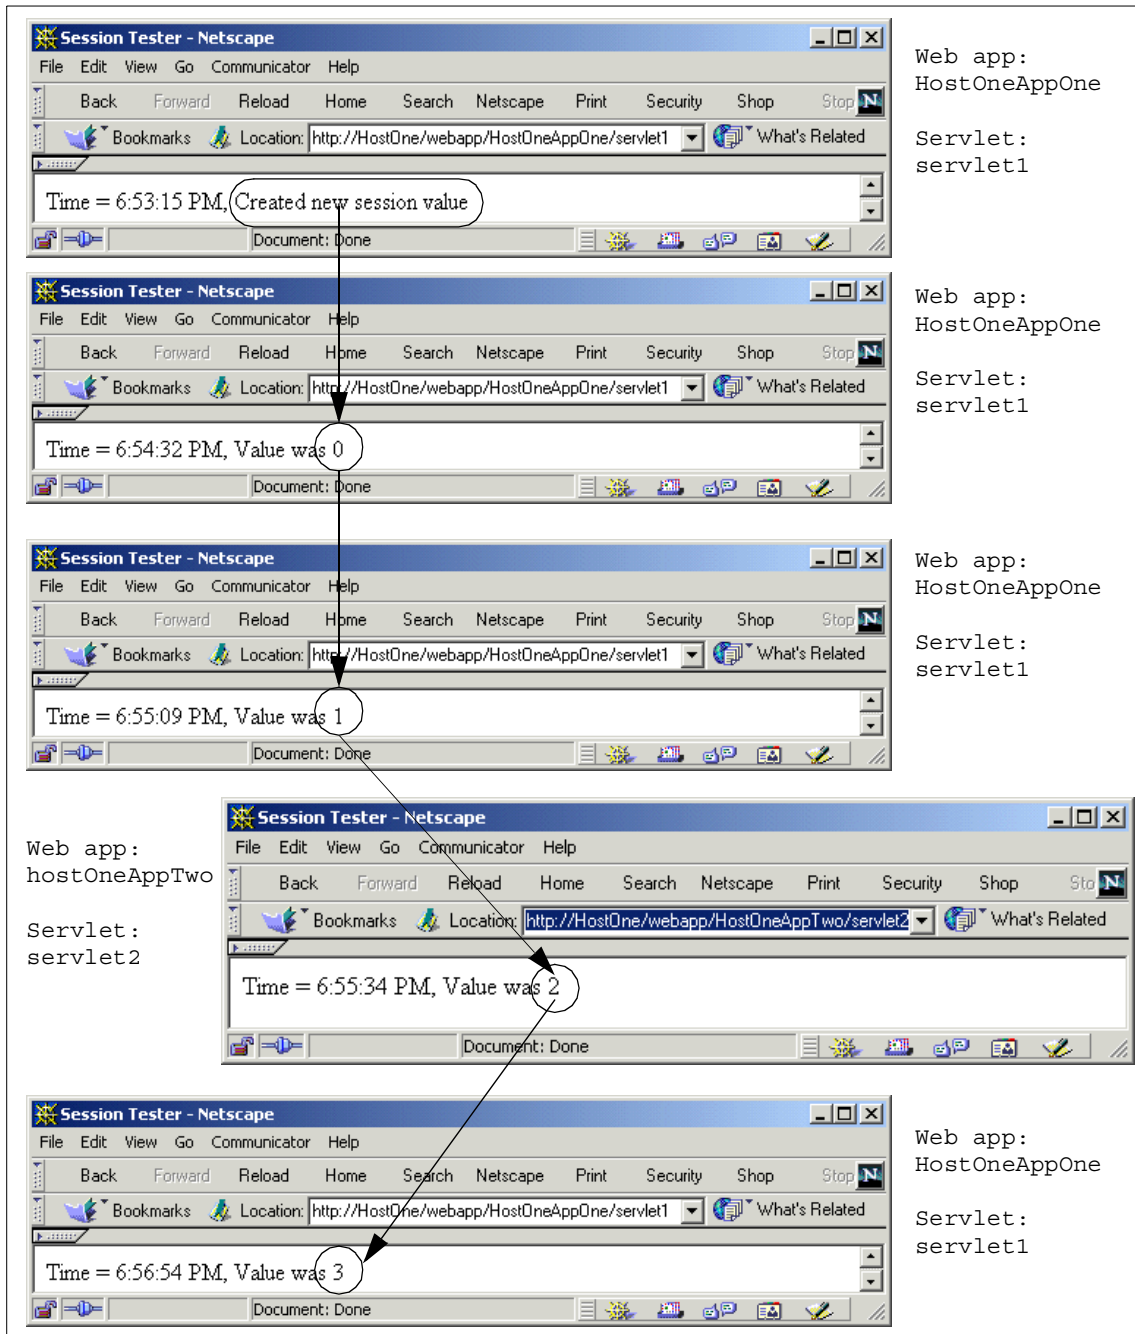 Session Tester - Netscape
File Edit View Go Communicator Help
Back Forward Reload Home Search Netscape Print Security Shop Stop N
Bookmarks Location: http://HostOne/webapp/HostOneAppOne/servlet1 What's Related
Time = 6:53:15 PM, Created new session value
Document: Done
Web app:
HostOneAppOne
Servlet:
servlet1
Session Tester - Netscape
File Edit View Go Communicator Help
Back Forward Reload Home Search Netscape Print Security Shop Stop N
Bookmarks Location: http://HostOne/webapp/HostOneAppOne/servlet1 What's Related
Time = 6:54:32 PM, Value was 0
Document: Done
Web app:
HostOneAppOne
Servlet:
servlet1
Session Tester - Netscape
File Edit View Go Communicator Help
Back Forward Reload Home Search Netscape Print Security Shop Stop N
Bookmarks Location: http://HostOne/webapp/HostOneAppOne/servlet1 What's Related
Time = 6:55:09 PM, Value was 1
Document: Done
Web app:
HostOneAppOne
Servlet:
servlet1
Web app:
hostOneAppTwo
Servlet:
servlet2
Session Tester - Netscape
File Edit View Go Communicator Help
Back Forward Reload Home Search Netscape Print Security Shop Sto N
Bookmarks Location: http://HostOne/webapp/HostOneAppTwo/servlet2 What's Related
Time = 6:55:34 PM, Value was 2
Document: Done
Session Tester - Netscape
File Edit View Go Communicator Help
Back Forward Reload Home Search Netscape Print Security Shop Stop N
Bookmarks Location: http://HostOne/webapp/HostOneAppOne/servlet1 What's Related
Time = 6:56:54 PM, Value was 3
Document: Done
Web app:
HostOneAppOne
Servlet:
servlet1